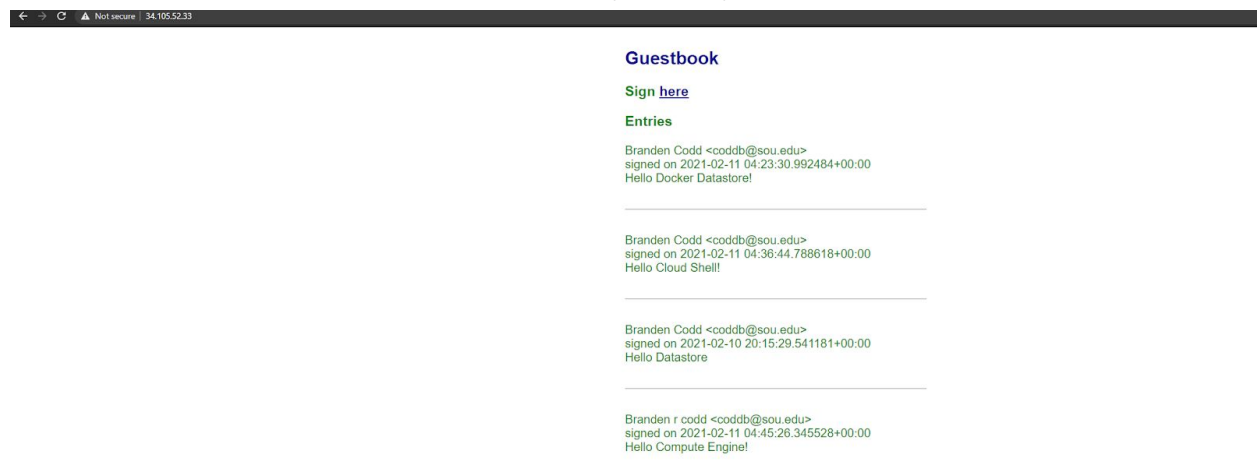 Not secure | 34.105.52.33
Guestbook
Sign here
Entries
Branden Codd <coddb@sou.edu>
signed on 2021-02-11 04:23:30.992484+00:00
Hello Docker Datastore!
Branden Codd <coddb@sou.edu>
signed on 2021-02-11 04:36:44.788618+00:00
Hello Cloud Shell!
Branden Codd <coddb@sou.edu>
signed on 2021-02-10 20:15:29.541181+00:00
Hello Datastore
Branden r codd <coddb@sou.edu>
signed on 2021-02-11 04:45:26.345528+00:00
Hello Compute Engine!